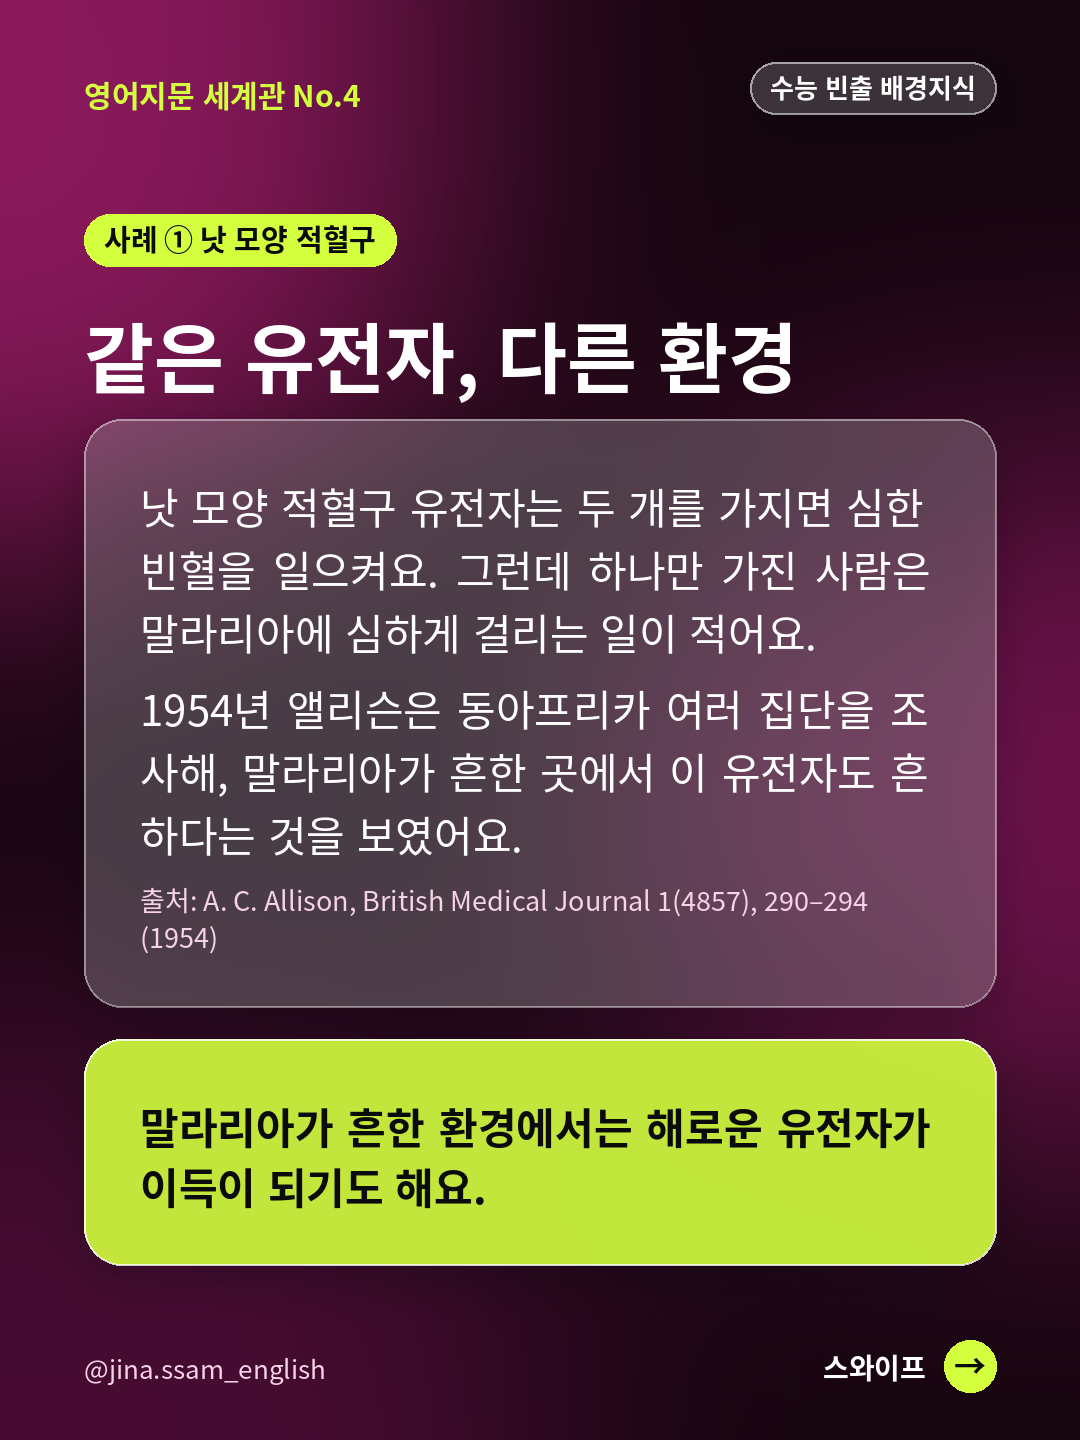 영어지문 세계관 No.4
수능 빈출 배경지식
사례 ① 낫 모양 적혈구
같은 유전자, 다른 환경
낫 모양 적혈구 유전자는 두 개를 가지면 심한
빈혈을 일으켜요. 그런데 하나만 가진 사람은
말라리아에 심하게 걸리는 일이 적어요.
1954년 앨리슨은 동아프리카 여러 집단을 조
사해, 말라리아가 흔한 곳에서 이 유전자도 흔
하다는 것을 보였어요.
출처: A. C. Allison, British Medical Journal 1(4857), 290–294
(1954)
말라리아가 흔한 환경에서는 해로운 유전자가
이득이 되기도 해요.
@jina.ssam_english
스와이프 →